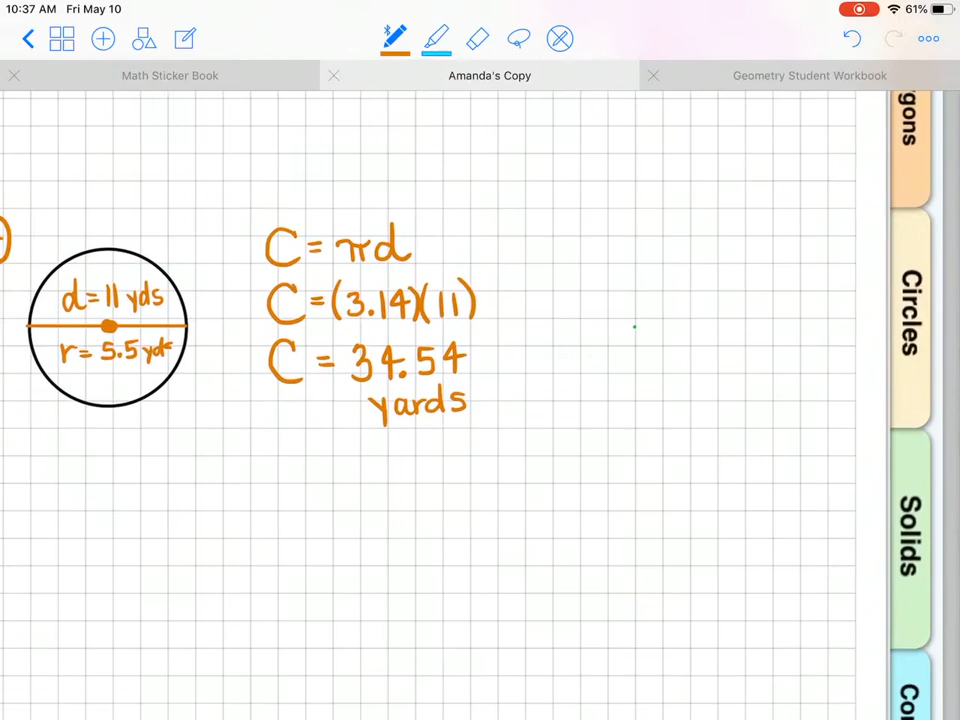 10:37 AM Fri May 10
61%
Math Sticker Book
Amanda's Copy
Geometry Student Workbook
d=11 yds
r=5.5 yds
C=πd
C=(3.14)(11)
C=34.54
yards
gons
Circles
Solids